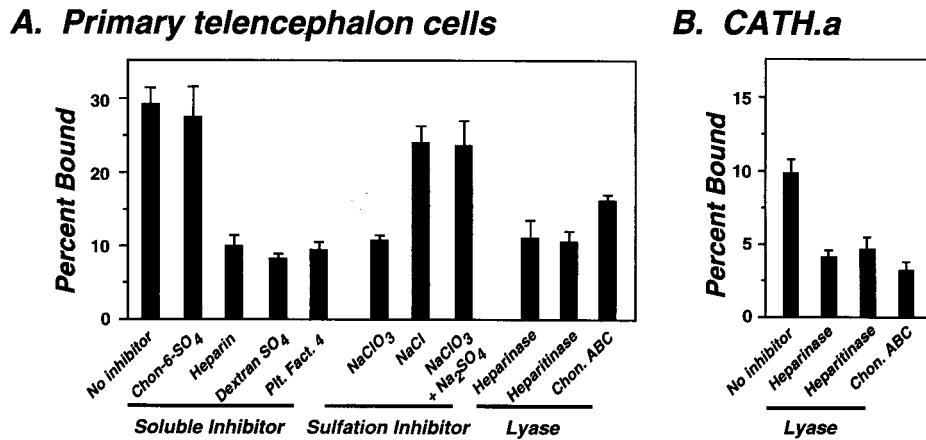 A. Primary telencephalon cells
Percent Bound
30
20
10
0
No inhibitor
Chon-6-SO4
Heparin
Dextran SO4
Plt. Fact. 4
NaClO3
NaCl
NaClO3
+ Na2SO4
Heparinase
Heparitinase
Chon. ABC
Soluble Inhibitor
Sulfation Inhibitor
Lyase
B. CATH.a
Percent Bound
15
10
5
0
No inhibitor
Heparinase
Heparitinase
Chon. ABC
Lyase